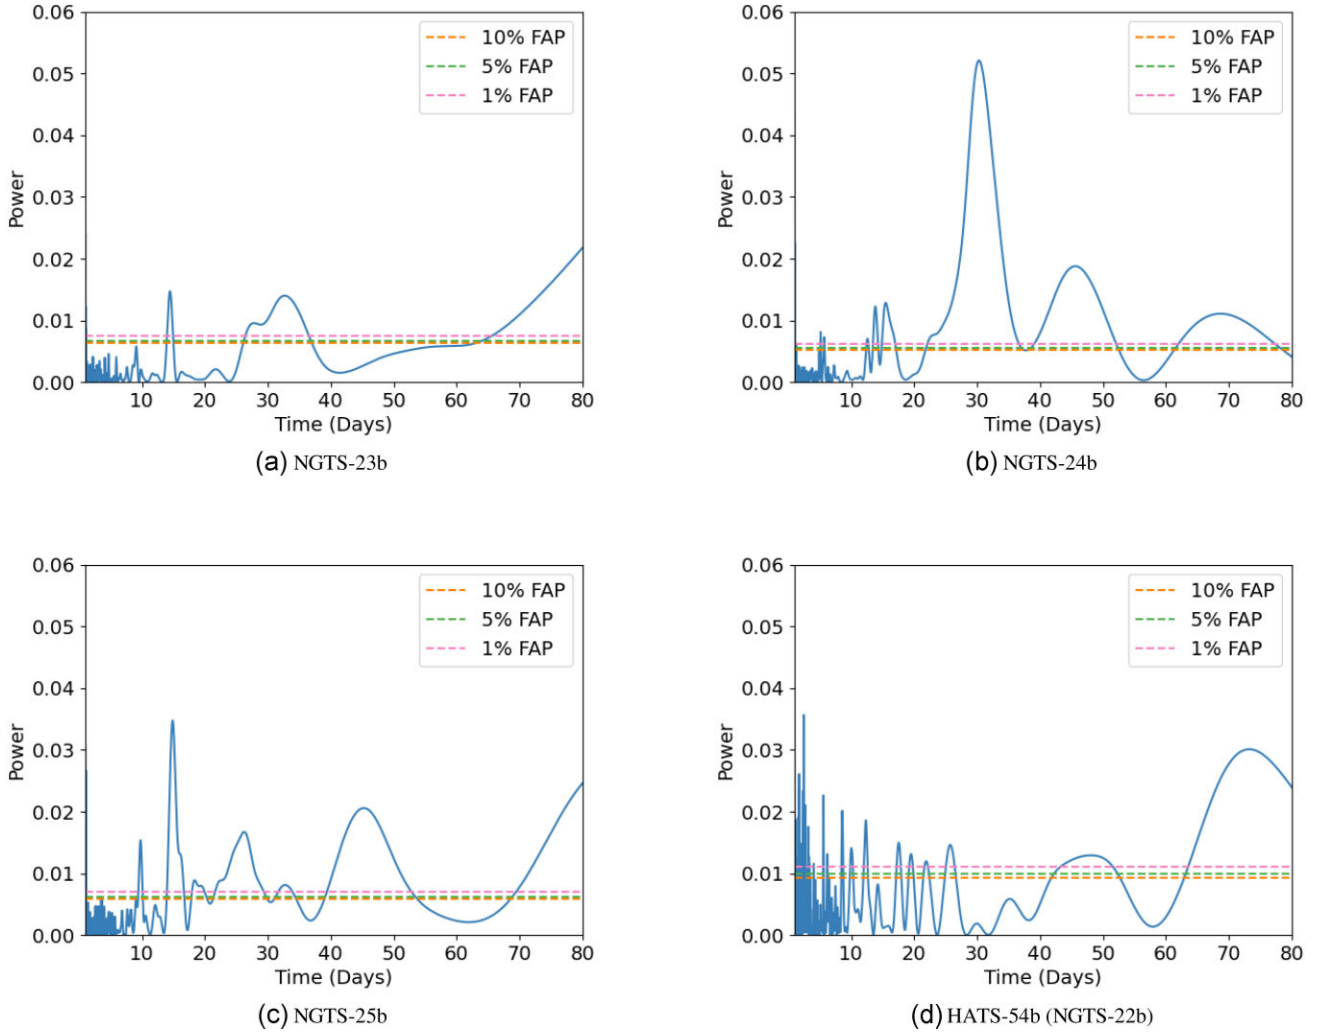 0.06
0.05
0.04
0.03
0.02
0.01
0.00
Power
10% FAP
5% FAP
1% FAP
10 20 30 40 50 60 70 80
Time (Days)
(a) NGTS-23b
0.06
0.05
0.04
0.03
0.02
0.01
0.00
Power
10% FAP
5% FAP
1% FAP
10 20 30 40 50 60 70 80
Time (Days)
(b) NGTS-24b
0.06
0.05
0.04
0.03
0.02
0.01
0.00
Power
10% FAP
5% FAP
1% FAP
10 20 30 40 50 60 70 80
Time (Days)
(c) NGTS-25b
0.06
0.05
0.04
0.03
0.02
0.01
0.00
Power
10% FAP
5% FAP
1% FAP
10 20 30 40 50 60 70 80
Time (Days)
(d) HATS-54b (NGTS-22b)